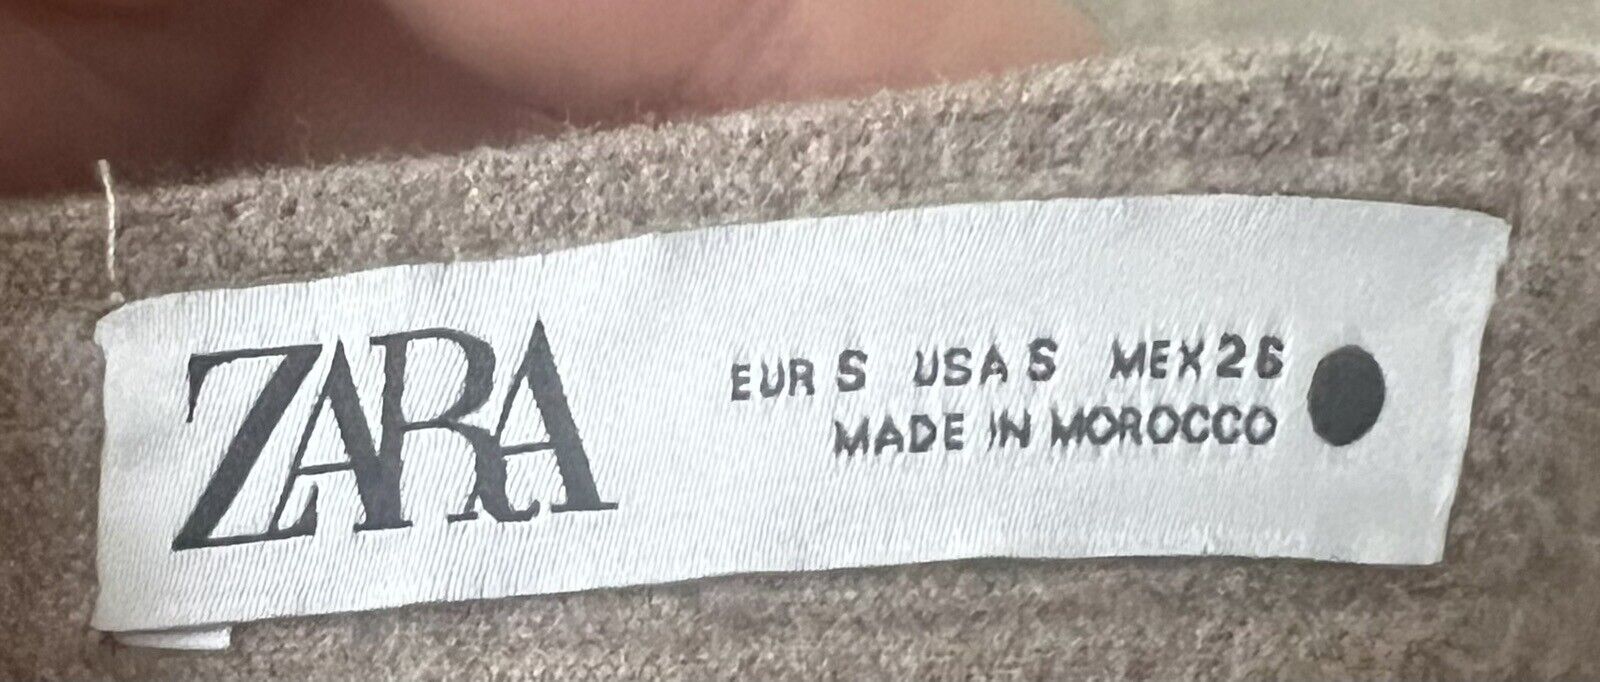 ZARA
EUR S USA S MEX 26
MADE IN MOROCCO